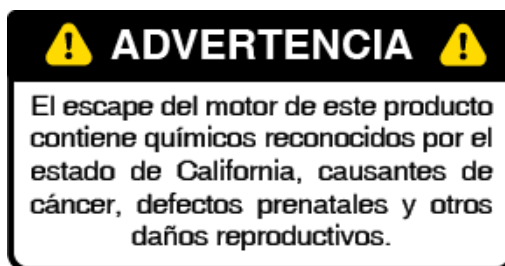 ADVERTENCIA
El escape del motor de este producto
contiene químicos reconocidos por el
estado de California, causantes de
cáncer, defectos prenatales y otros
daños reproductivos.